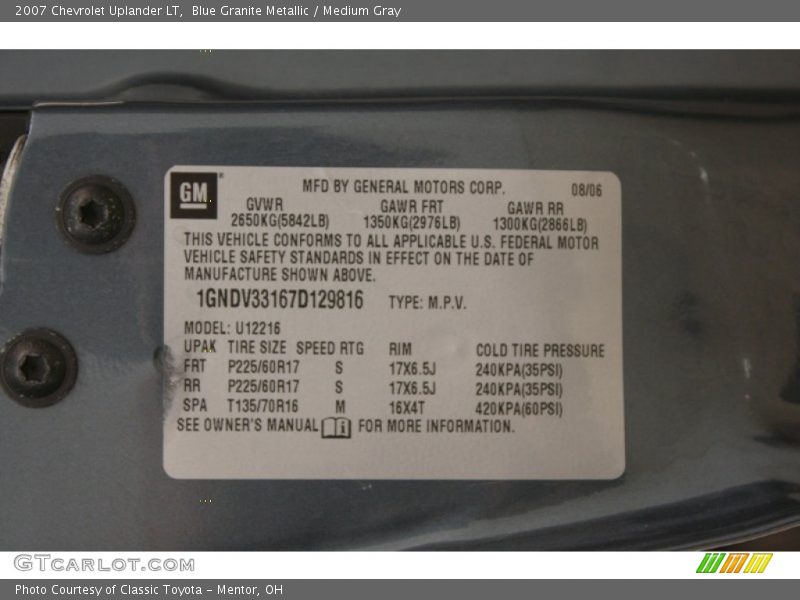 2007 Chevrolet Uplander LT,  Blue Granite Metallic / Medium Gray
GM MFD BY GENERAL MOTORS CORP. 08/06
GVWR GAWR FRT GAWR RR
2650KG(5842LB) 1350KG(2976LB) 1300KG(2866LB)
THIS VEHICLE CONFORMS TO ALL APPLICABLE U.S. FEDERAL MOTOR
VEHICLE SAFETY STANDARDS IN EFFECT ON THE DATE OF
MANUFACTURE SHOWN ABOVE.
1GNDV33167D129816 TYPE: M.P.V.
MODEL: U12216
UPAK TIRE SIZE SPEED RTG RIM COLD TIRE PRESSURE
FRT P225/60R17 S 17X6.5J 240KPA(35PSI)
RR P225/60R17 S 17X6.5J 240KPA(35PSI)
SPA T135/70R16 M 16X4T 420KPA(60PSI)
SEE OWNER'S MANUAL FOR MORE INFORMATION.
GTCARLOT.COM
Photo Courtesy of Classic Toyota - Mentor, OH